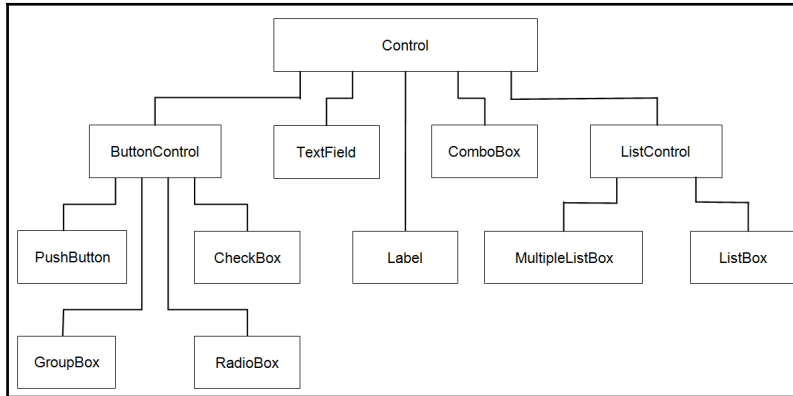 Control
ButtonControl
TextField
ComboBox
ListControl
PushButton
CheckBox
Label
MultipleListBox
ListBox
GroupBox
RadioBox